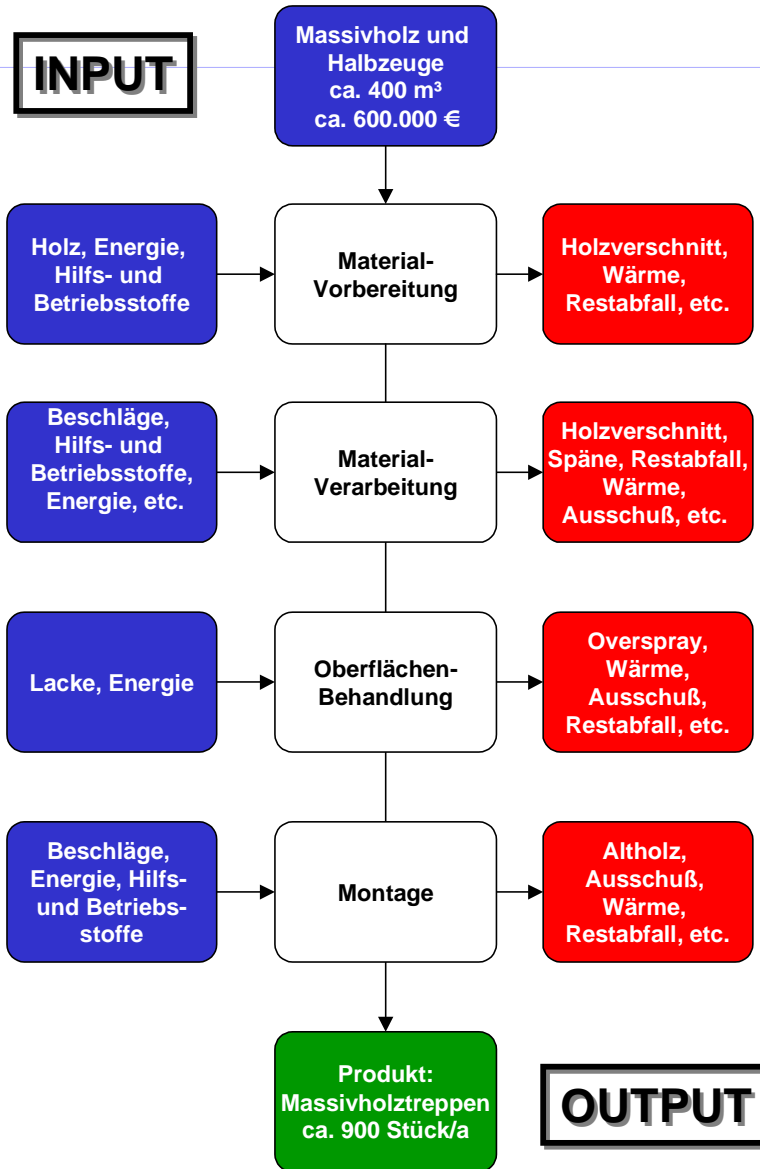 INPUT
Massivholz und
Halbzeuge
ca. 400 m³
ca. 600.000 €
Holz, Energie,
Hilfs- und
Betriebsstoffe
Material-
Vorbereitung
Holzverschnitt,
Wärme,
Restabfall, etc.
Beschläge,
Hilfs- und
Betriebsstoffe,
Energie, etc.
Material-
Verarbeitung
Holzverschnitt,
Späne, Restabfall,
Wärme,
Ausschuß, etc.
Lacke, Energie
Oberflächen-
Behandlung
Overspray,
Wärme,
Ausschuß,
Restabfall, etc.
Beschläge,
Energie, Hilfs-
und Betriebs-
stoffe
Montage
Altholz,
Ausschuß,
Wärme,
Restabfall, etc.
Produkt:
Massivholztreppen
ca. 900 Stück/a
OUTPUT